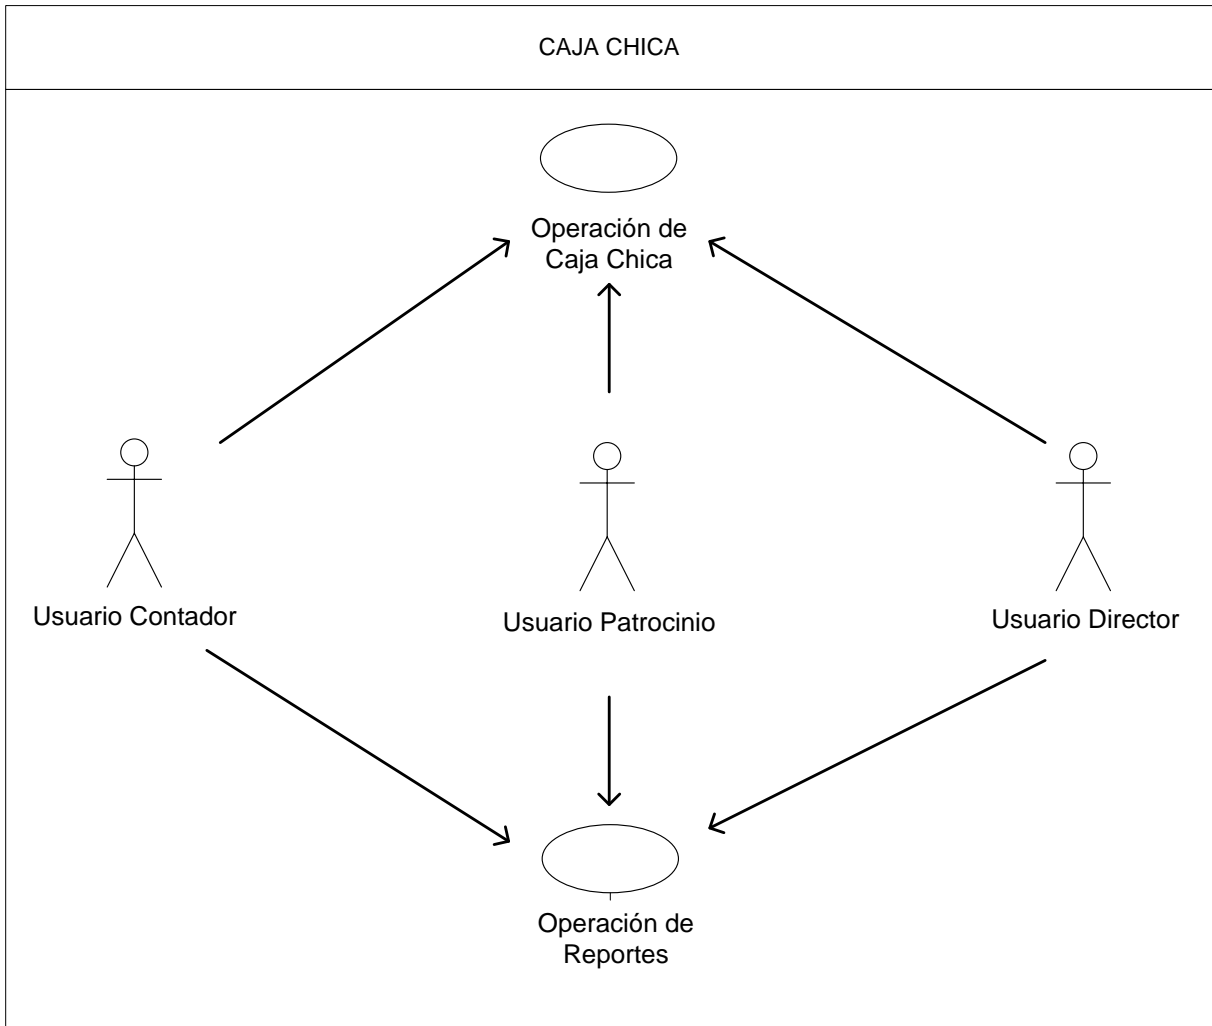 CAJA CHICA
Operación de
Caja Chica
Usuario Contador
Usuario Patrocinio
Usuario Director
Operación de
Reportes